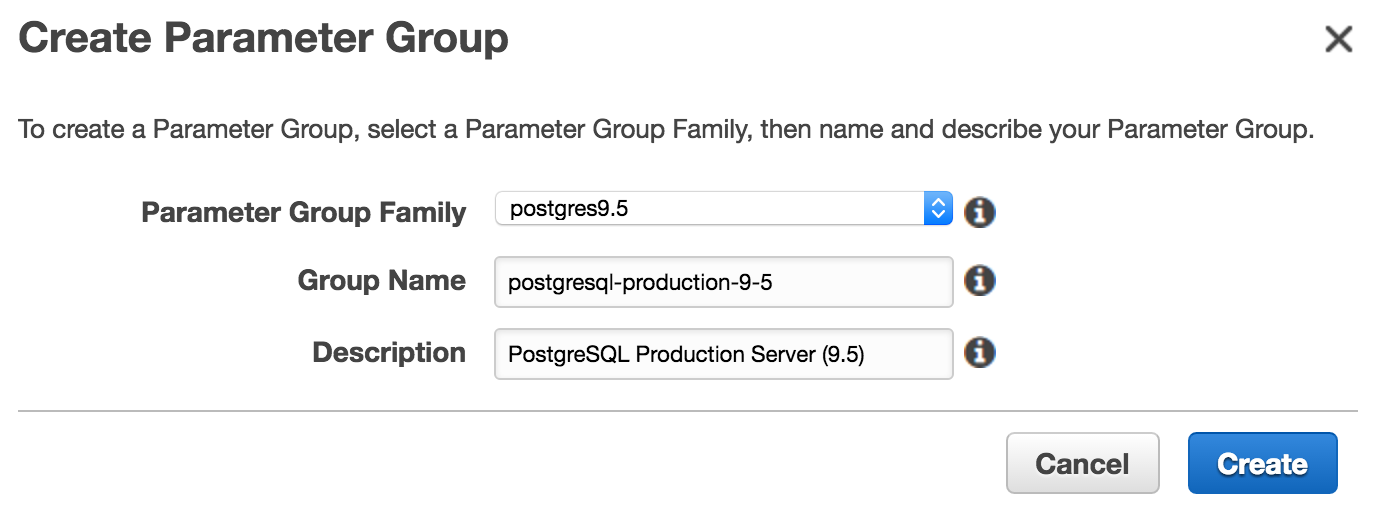 Create Parameter Group
To create a Parameter Group, select a Parameter Group Family, then name and describe your Parameter Group.
Parameter Group Family postgres9.5
Group Name postgresql-production-9-5
Description PostgreSQL Production Server (9.5)
Cancel Create